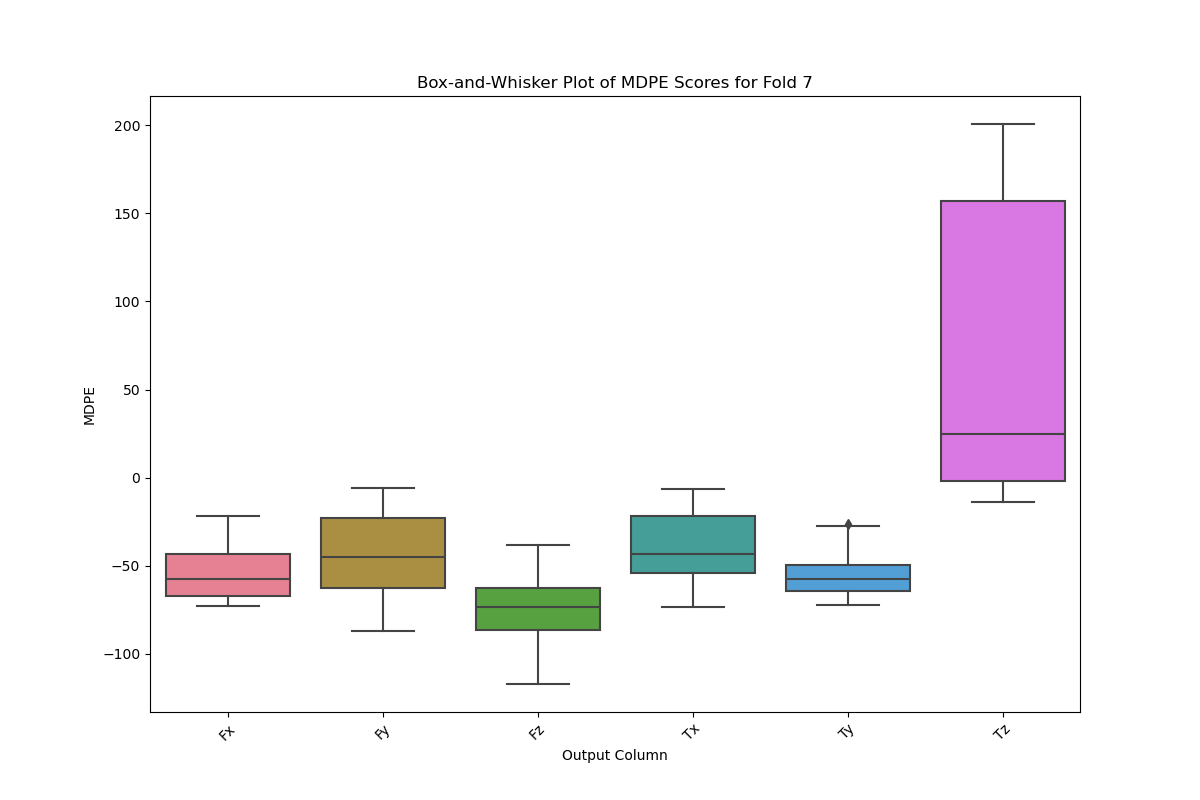 Box-and-Whisker Plot of MDPE Scores for Fold 7
200
150
100
50
0
−50
−100
MDPE
Fx
Fy
Fz
Tx
Ty
Tz
Output Column